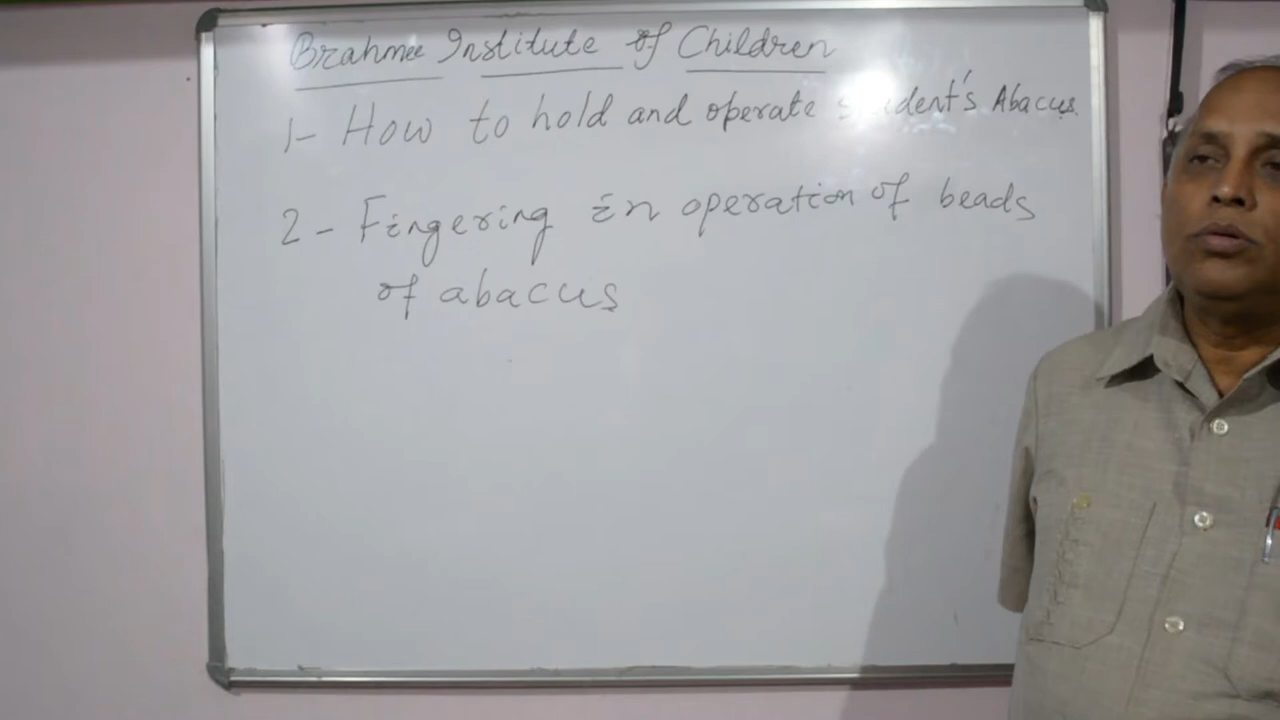 Brahmee Institute of Children
1- How to hold and operate student's Abacus.
2- Fingering in operation of beads
of abacus